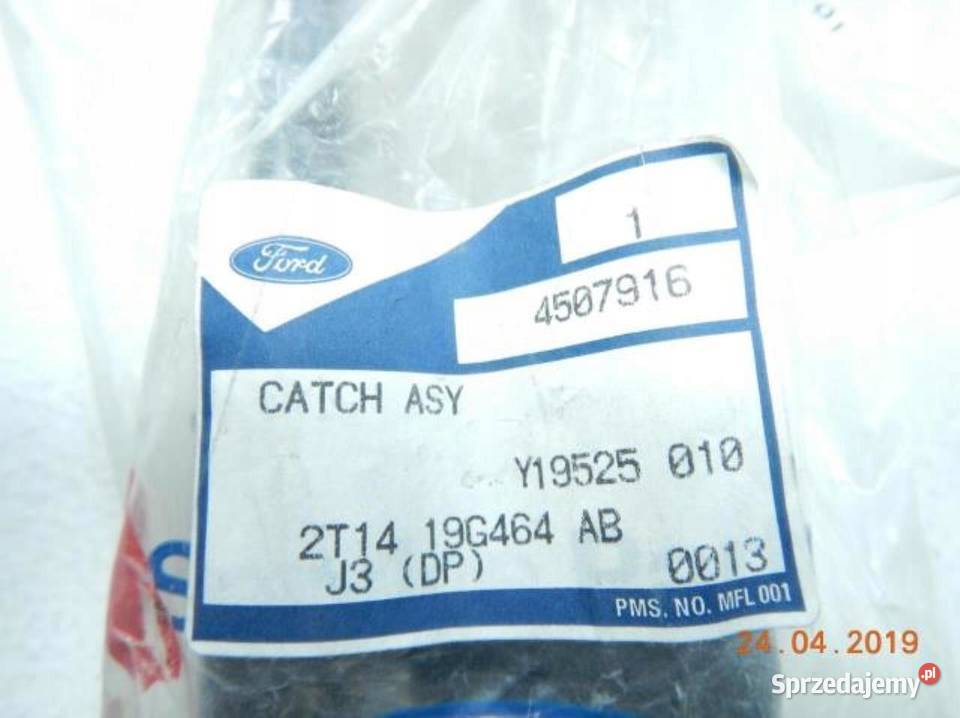 Ford
1
4507916
CATCH ASY
Y19525 010
2T14 19G464 AB
J3 (DP)
0013
PMS. NO. MFL 001
24.04.2019
Sprzedajemy.pl